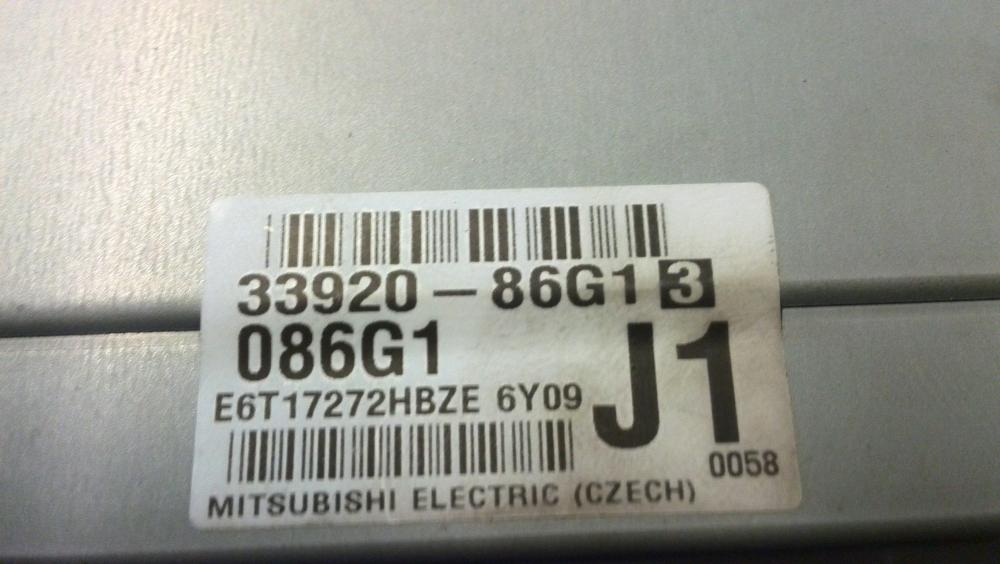 33920-86G1 3
086G1
J1
E6T17272HBZE 6Y09
0058
MITSUBISHI ELECTRIC (CZECH)